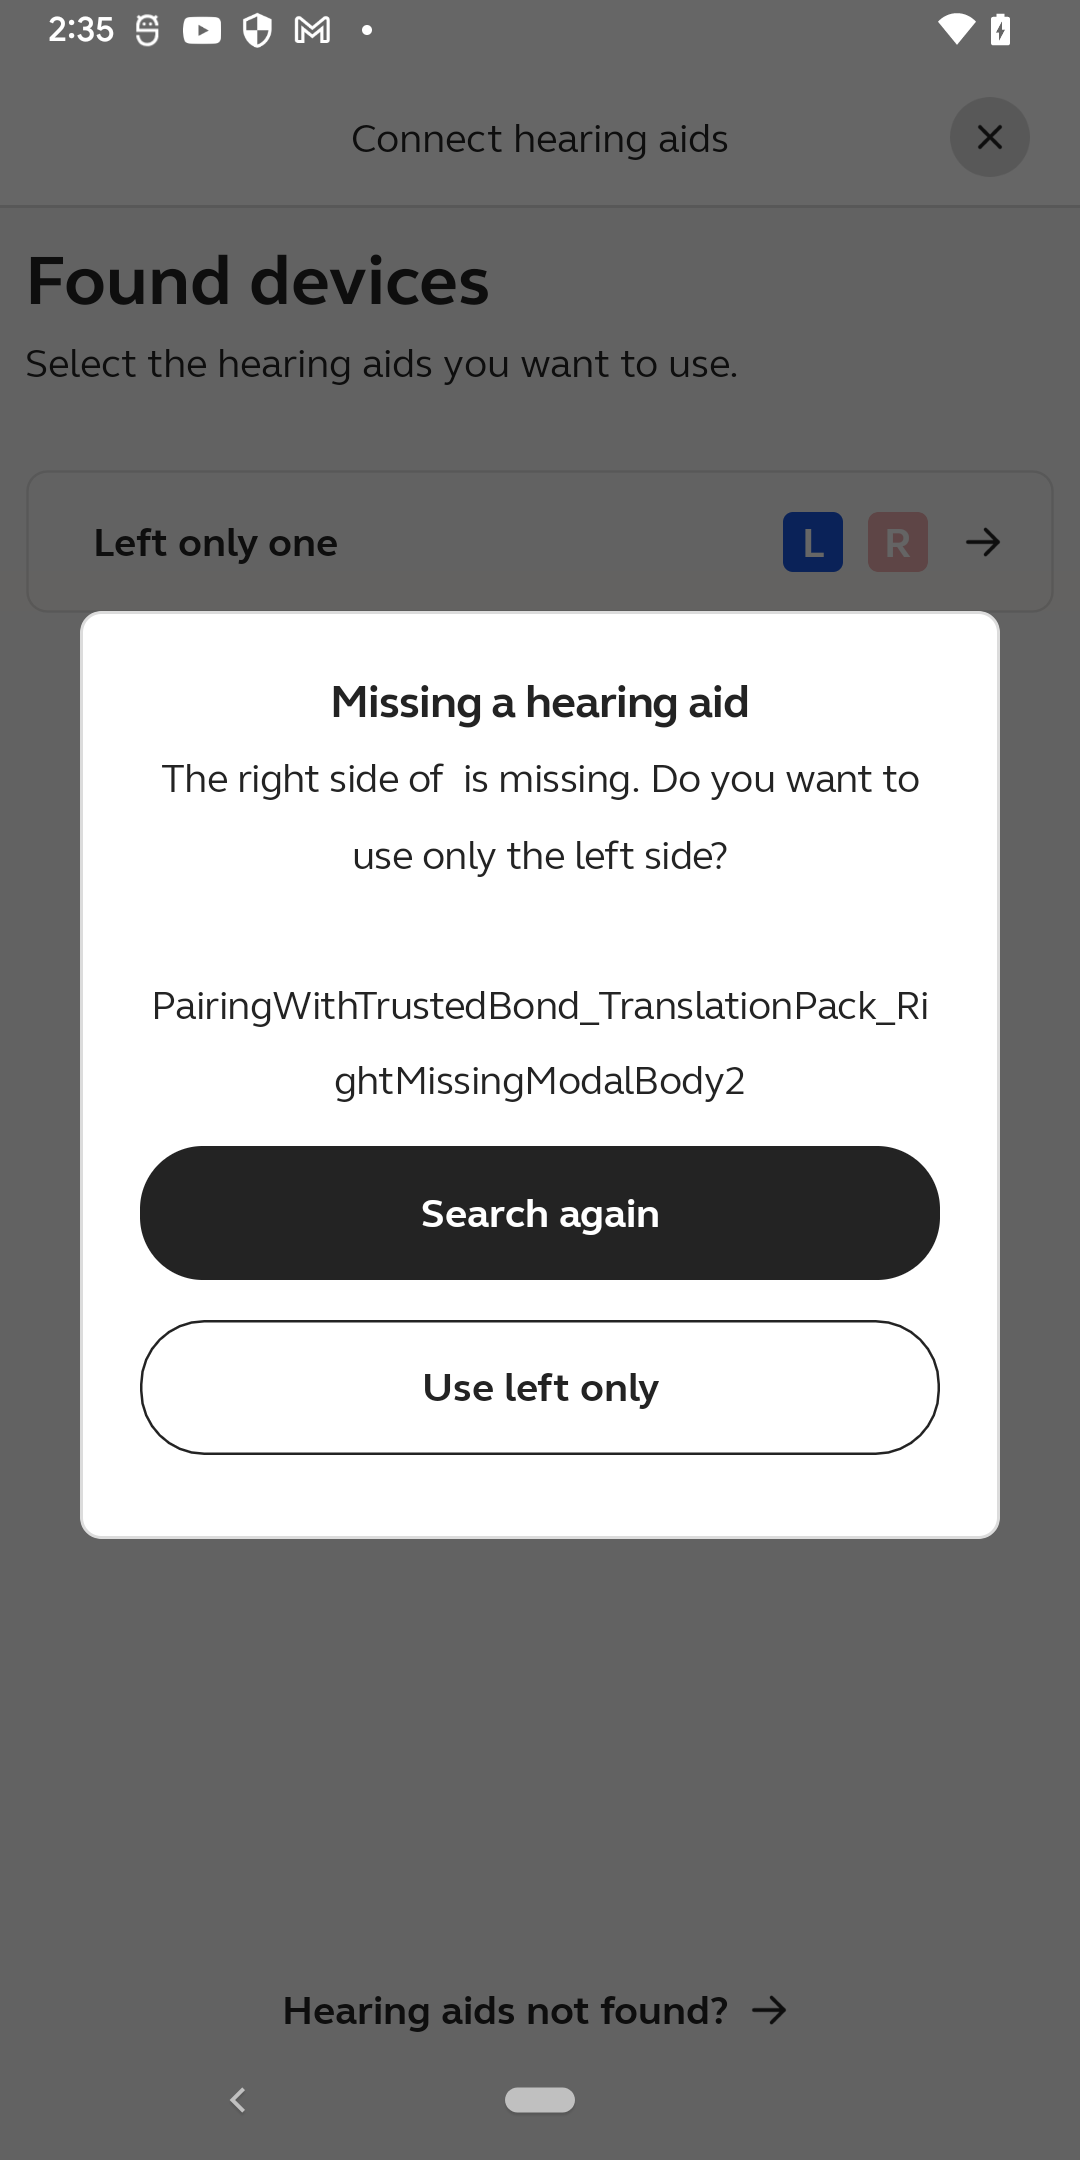 2:35
Connect hearing aids
Found devices
Select the hearing aids you want to use.
Left only one L R
Missing a hearing aid
The right side of  is missing. Do you want to
use only the left side?
PairingWithTrustedBond_TranslationPack_Ri
ghtMissingModalBody2
Search again
Use left only
Hearing aids not found?